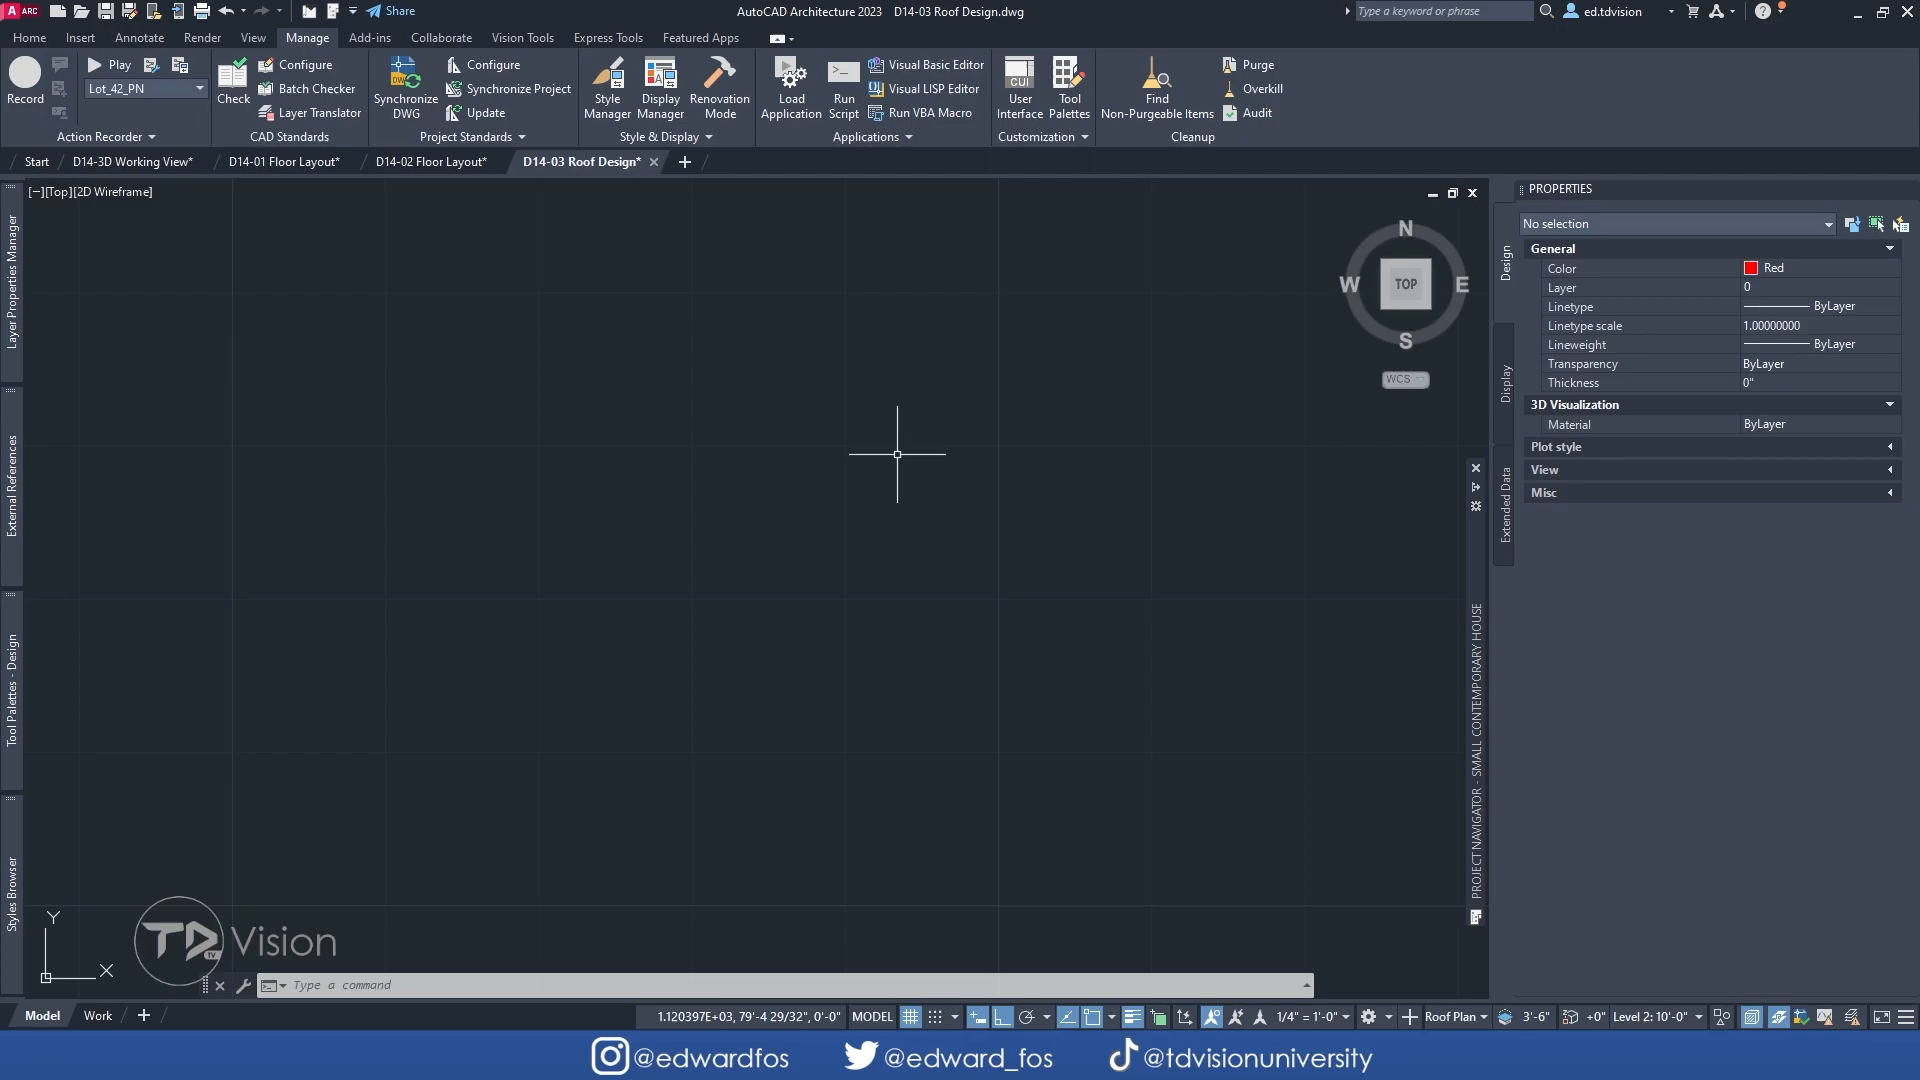 A ARC
Share
AutoCAD Architecture 2023 D14-03 Roof Design.dwg
Type a keyword or phrase
ed.tdvision
Home Insert Annotate Render View Manage Add-ins Collaborate Vision Tools Express Tools Featured Apps
Record
Play
Lot_42_PN
Action Recorder
Check
Configure
Batch Checker
Layer Translator
CAD Standards
Synchronize DWG
Configure
Synchronize Project
Update
Project Standards
Style Manager
Display Manager
Renovation Mode
Style & Display
Load Application
Run Script
Visual Basic Editor
Visual LISP Editor
Run VBA Macro
Applications
CUI
User Interface
Tool Palettes
Customization
Find Non-Purgeable Items
Purge
Overkill
Audit
Cleanup
Start D14-3D Working View* D14-01 Floor Layout* D14-02 Floor Layout* D14-03 Roof Design*
[−][Top][2D Wireframe]
Layer Properties Manager
External References
Tool Palettes - Design
Styles Browser
N
W TOP E
S
WCS
PROJECT NAVIGATOR - SMALL CONTEMPORARY HOUSE
PROPERTIES
Design
Display
Extended Data
No selection
General
Color Red
Layer 0
Linetype ByLayer
Linetype scale 1.00000000
Lineweight ByLayer
Transparency ByLayer
Thickness 0"
3D Visualization
Material ByLayer
Plot style
View
Misc
Y
X
TD TV Vision
Type a command
Model Work
1.120397E+03, 79'-4 29/32", 0'-0" MODEL 1/4" = 1'-0" Roof Plan 3'-6" +0" Level 2: 10'-0"
@edwardfos @edward_fos @tdvisionuniversity